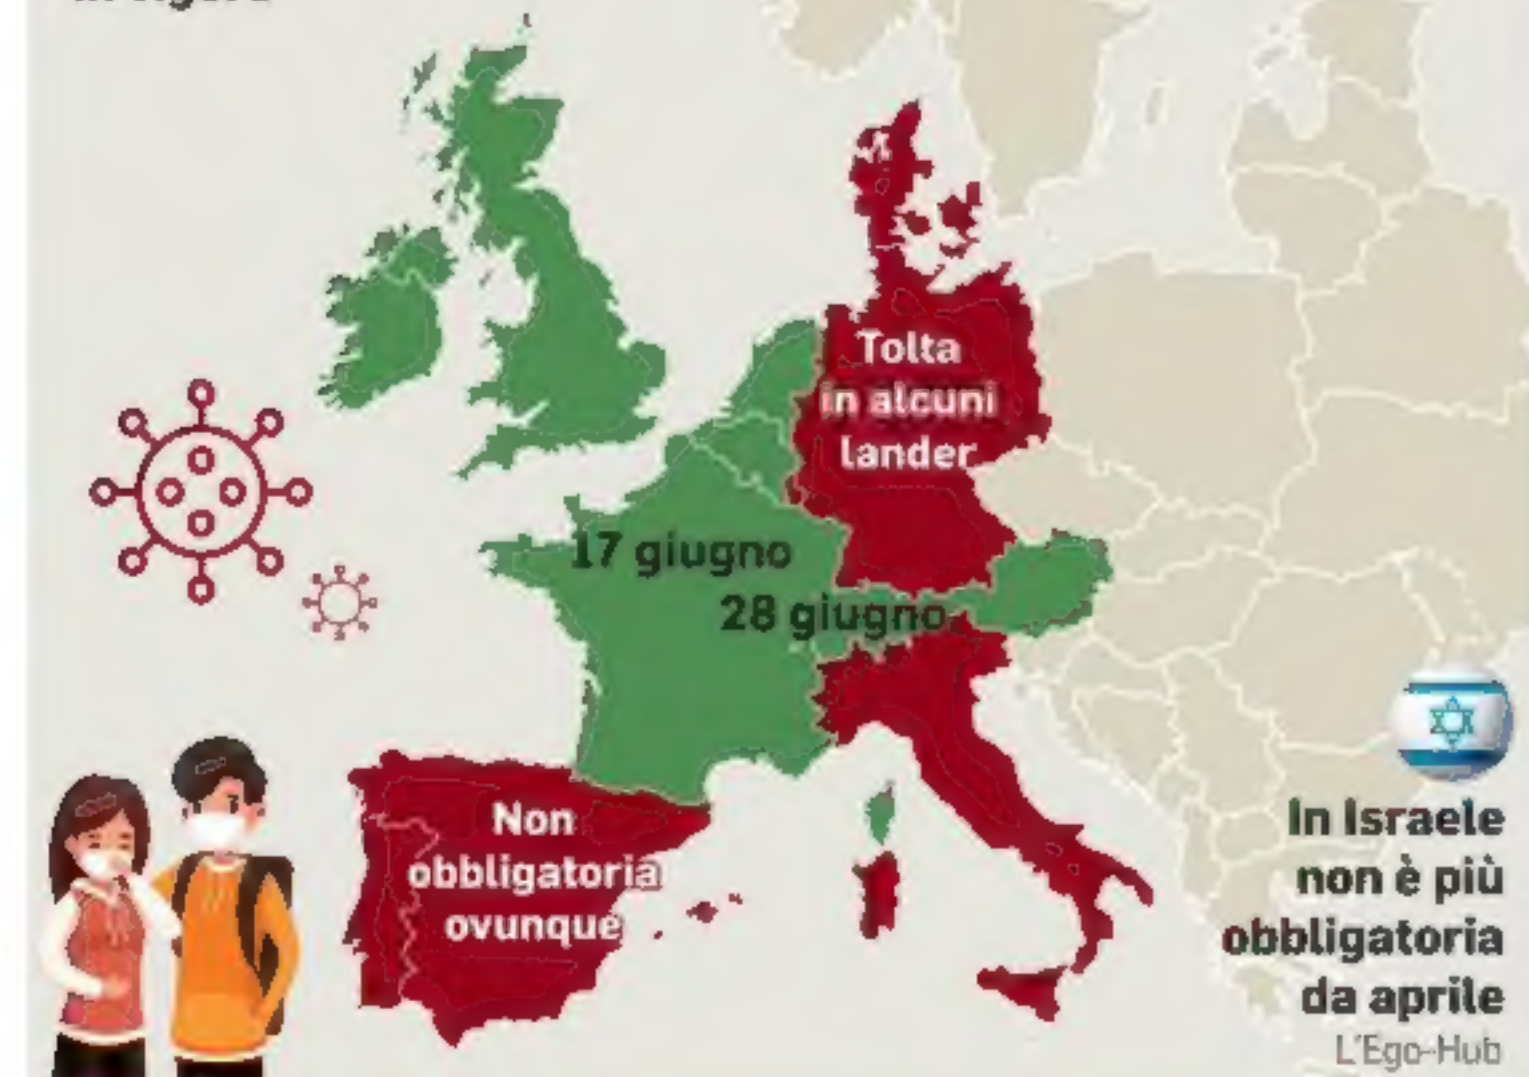 Tolta
in alcuni
lander
17 giugno
28 giugno
Non
obbligatoria
ovunque
In Israele
non è più
obbligatoria
da aprile
L'Ego-Hub